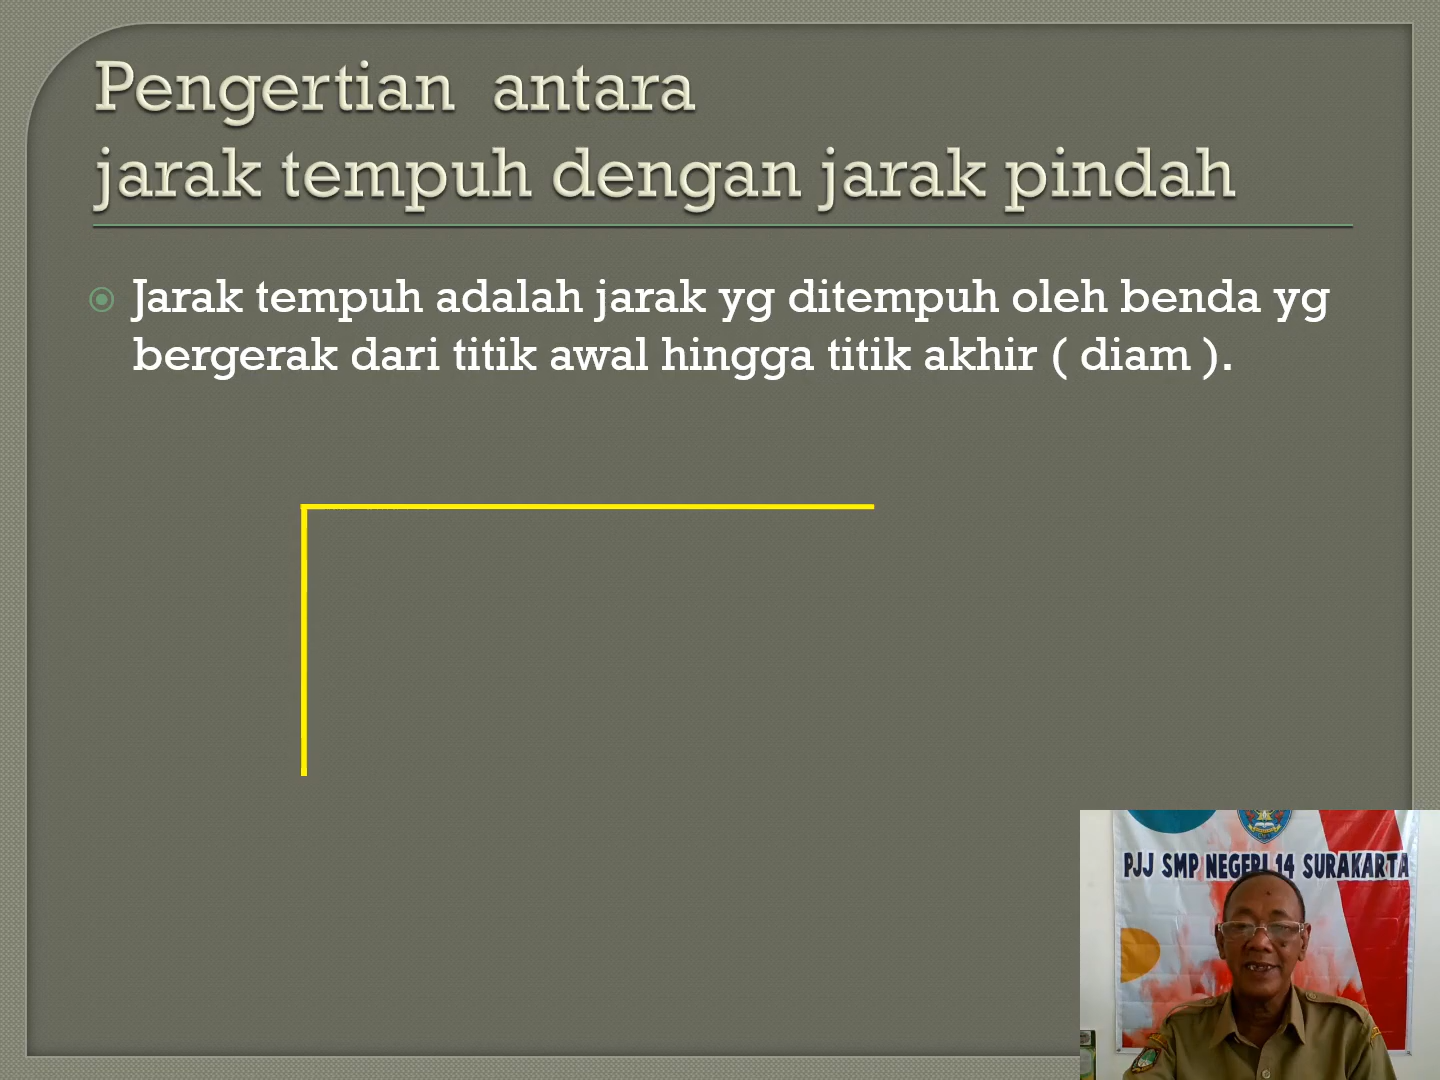 Pengertian antara
jarak tempuh dengan jarak pindah
Jarak tempuh adalah jarak yg ditempuh oleh benda yg
bergerak dari titik awal hingga titik akhir ( diam ).
PJJ SMP NEGERI 14 SURAKARTA